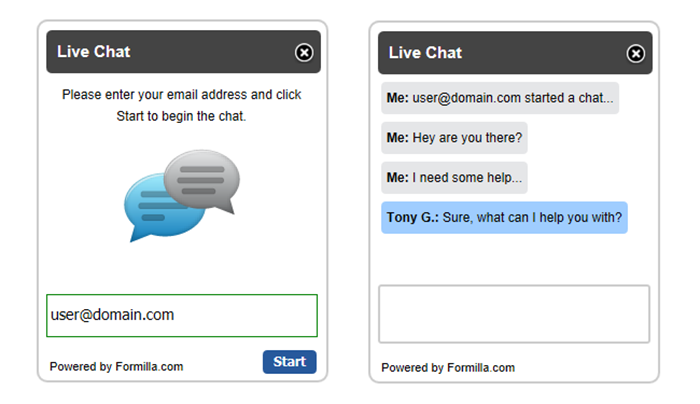 Live Chat
Please enter your email address and click
Start to begin the chat.
user@domain.com
Powered by Formilla.com
Start
Live Chat
Me: user@domain.com started a chat...
Me: Hey are you there?
Me: I need some help...
Tony G.: Sure, what can I help you with?
Powered by Formilla.com